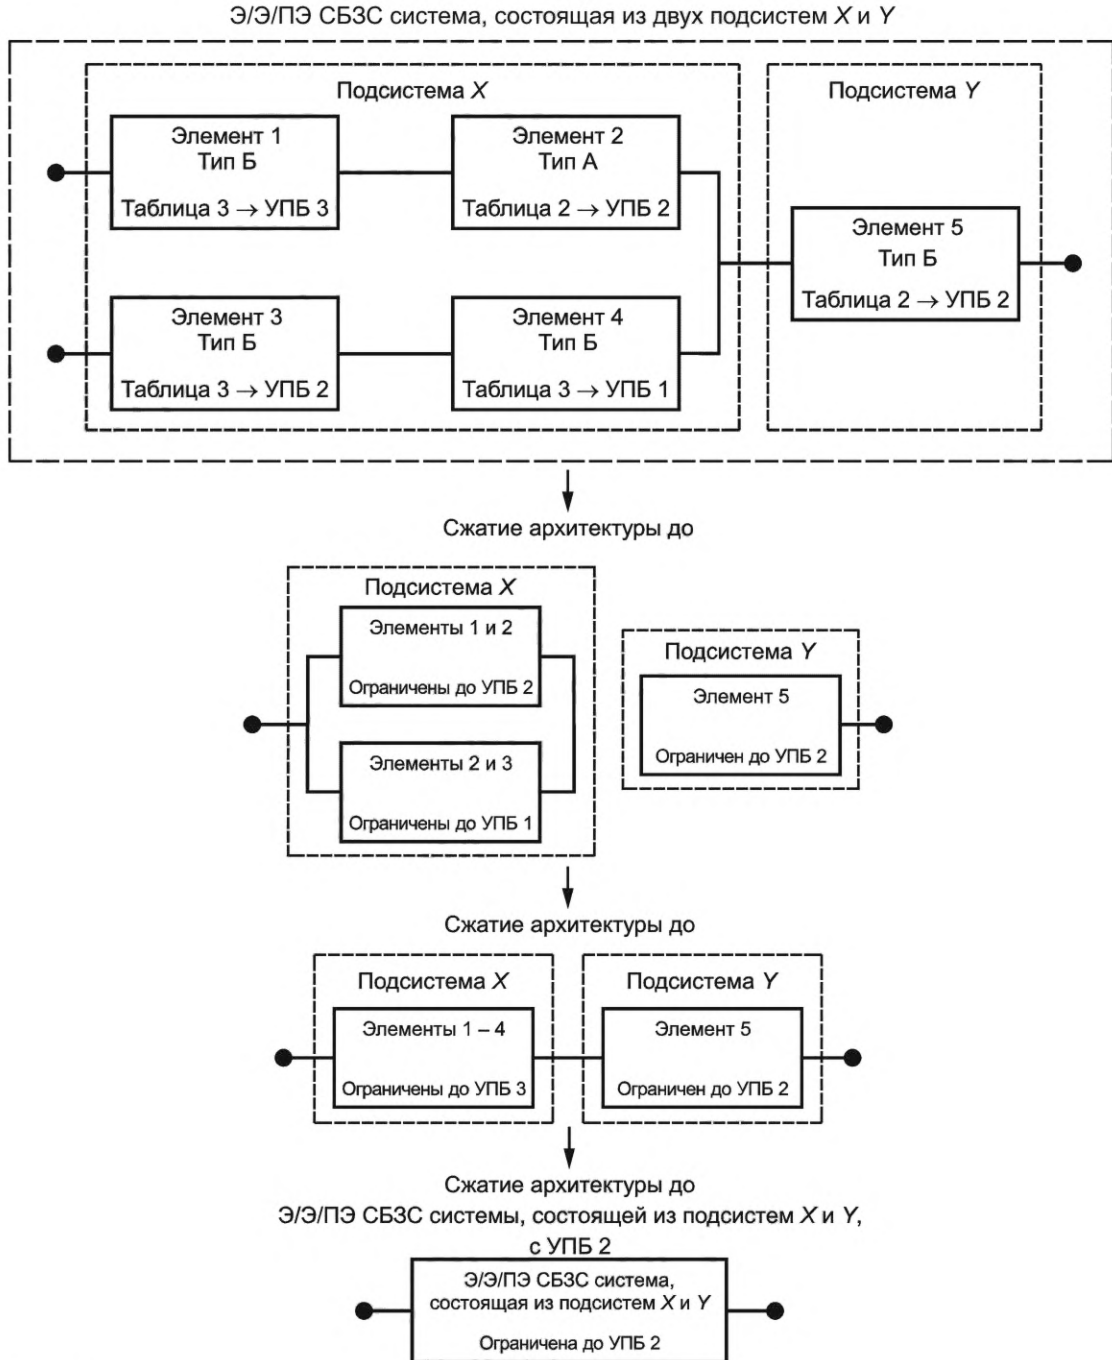 Э/Э/ПЭ СБЗС система, состоящая из двух подсистем X и Y
Подсистема X
Подсистема Y
Элемент 1
Тип Б
Таблица 3 → УПБ 3
Элемент 2
Тип А
Таблица 2 → УПБ 2
Элемент 3
Тип Б
Таблица 3 → УПБ 2
Элемент 4
Тип Б
Таблица 3 → УПБ 1
Элемент 5
Тип Б
Таблица 2 → УПБ 2
Сжатие архитектуры до
Подсистема X
Элементы 1 и 2
Ограничены до УПБ 2
Элементы 2 и 3
Ограничены до УПБ 1
Подсистема Y
Элемент 5
Ограничен до УПБ 2
Сжатие архитектуры до
Подсистема X
Элементы 1 – 4
Ограничены до УПБ 3
Подсистема Y
Элемент 5
Ограничен до УПБ 2
Сжатие архитектуры до
Э/Э/ПЭ СБЗС системы, состоящей из подсистем X и Y,
с УПБ 2
Э/Э/ПЭ СБЗС система,
состоящая из подсистем X и Y
Ограничена до УПБ 2